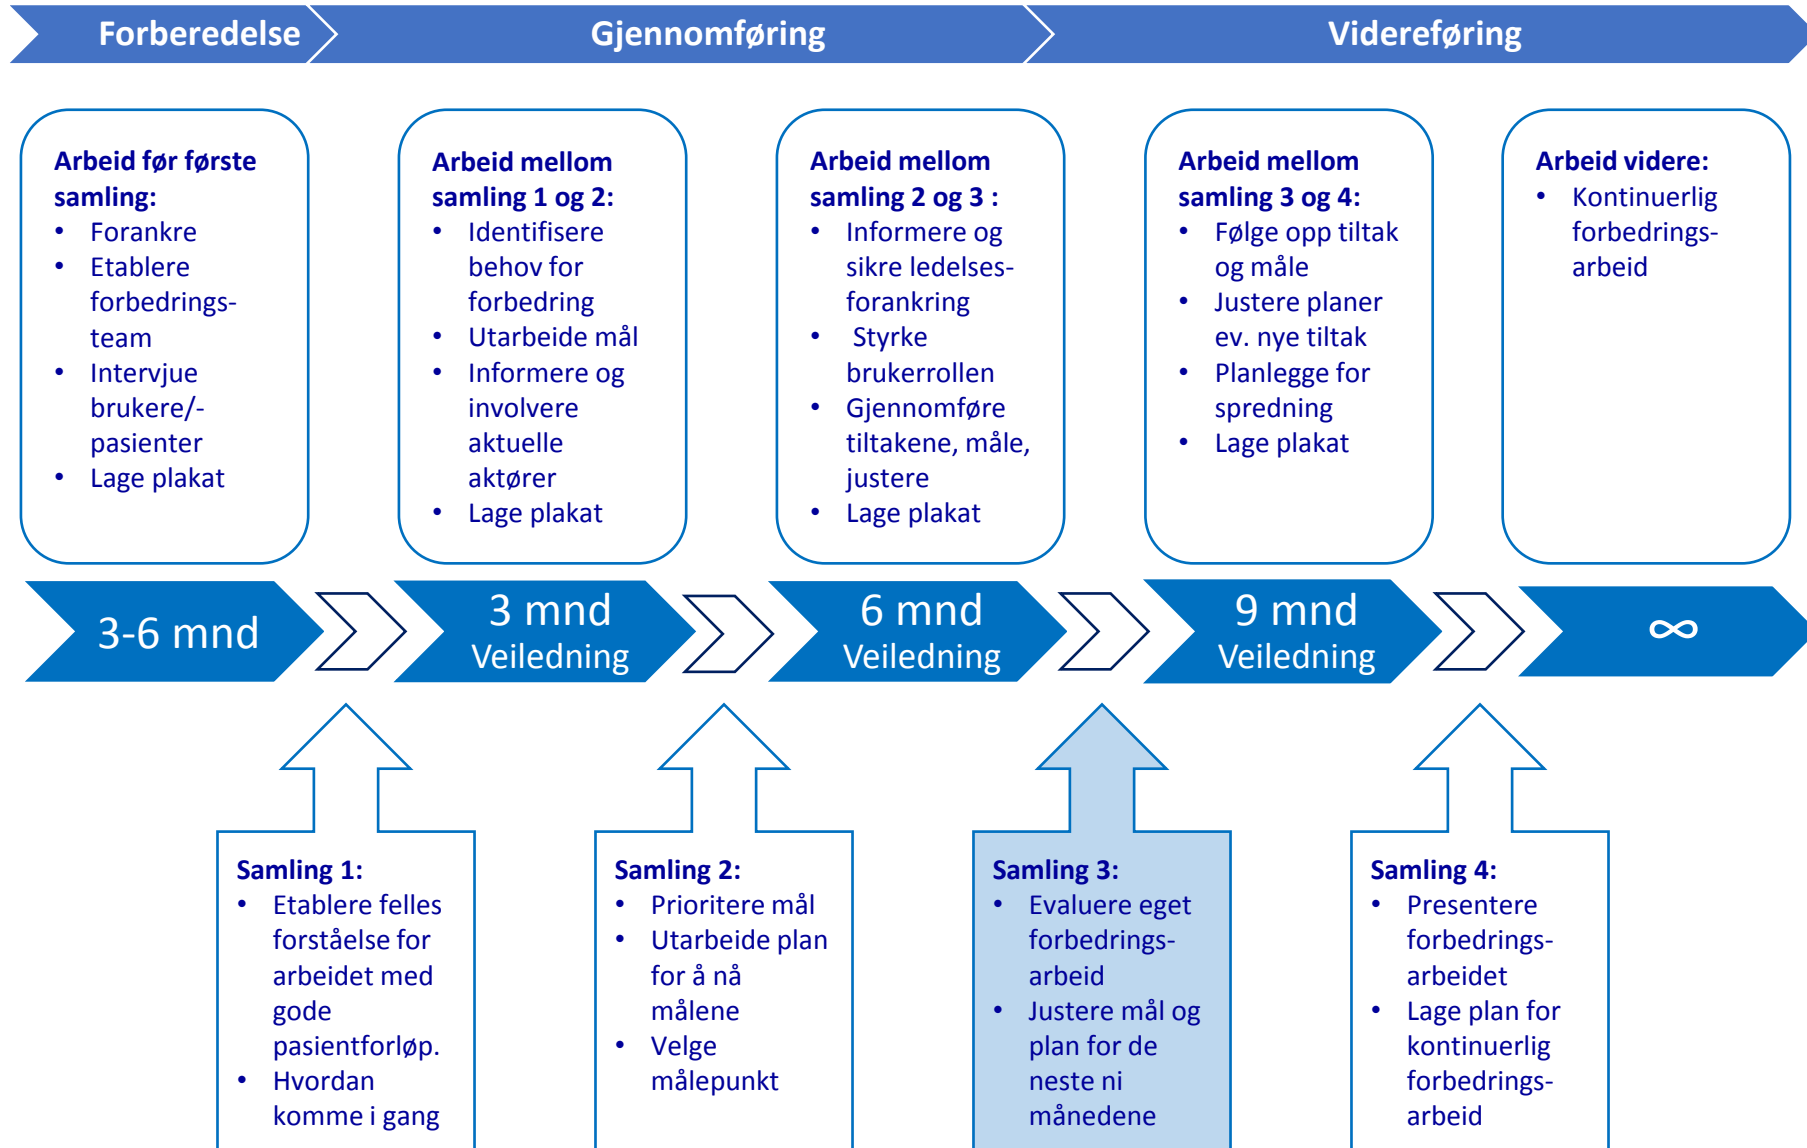 Forberedelse
Gjennomføring
Videreføring
Arbeid før første
samling:
• Forankre
• Etablere
forbedrings-
team
• Intervjue
brukere/-
pasienter
• Lage plakat
Arbeid mellom
samling 1 og 2:
• Identifisere
behov for
forbedring
• Utarbeide mål
• Informere og
involvere
aktuelle
aktører
• Lage plakat
Arbeid mellom
samling 2 og 3 :
• Informere og
sikre ledelses-
forankring
• Styrke
brukerrollen
• Gjennomføre
tiltakene, måle,
justere
• Lage plakat
Arbeid mellom
samling 3 og 4:
• Følge opp tiltak
og måle
• Justere planer
ev. nye tiltak
• Planlegge for
spredning
• Lage plakat
Arbeid videre:
• Kontinuerlig
forbedrings-
arbeid
3-6 mnd
3 mnd
Veiledning
6 mnd
Veiledning
9 mnd
Veiledning
∞
Samling 1:
• Etablere felles
forståelse for
arbeidet med
gode
pasientforløp.
• Hvordan
komme i gang
Samling 2:
• Prioritere mål
• Utarbeide plan
for å nå
målene
• Velge
målepunkt
Samling 3:
• Evaluere eget
forbedrings-
arbeid
• Justere mål og
plan for de
neste ni
månedene
Samling 4:
• Presentere
forbedrings-
arbeidet
• Lage plan for
kontinuerlig
forbedrings-
arbeid